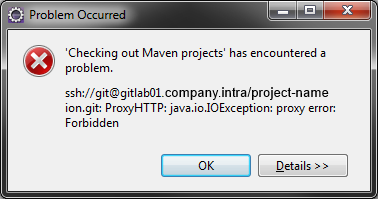 Problem Occurred
'Checking out Maven projects' has encountered a
problem.
ssh://git@gitlab01.company.intra/project-name
ion.git: ProxyHTTP: java.io.IOException: proxy error:
Forbidden
OK
Details >>